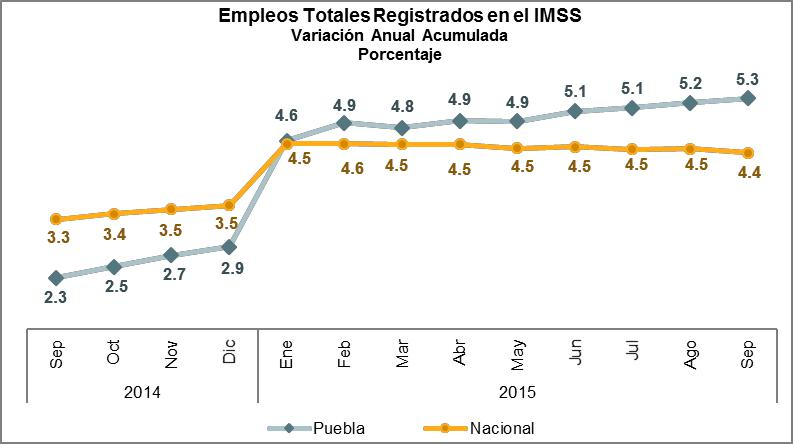 Empleos Totales Registrados en el IMSS
Variación Anual Acumulada
Porcentaje
4.6 4.9 4.8 4.9 4.9 5.1 5.1 5.2 5.3
4.5 4.6 4.5 4.5 4.5 4.5 4.5 4.5 4.4
3.3 3.4 3.5 3.5
2.3 2.5 2.7 2.9
Sep Oct Nov Dic Ene Feb Mar Abr May Jun Jul Ago Sep
2014 2015
Puebla Nacional